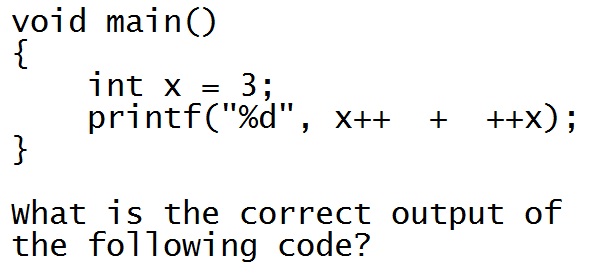 void main()
{
    int x = 3;
    printf("%d", x++  +  ++x);
}
What is the correct output of
the following code?